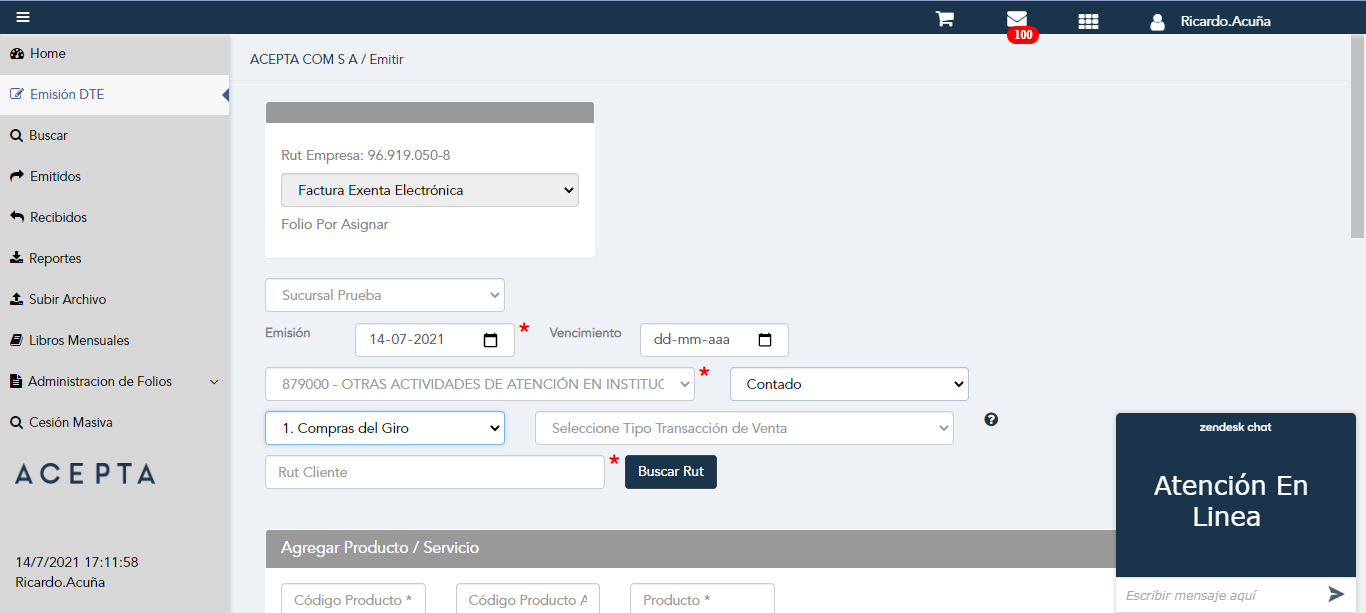 100
Ricardo.Acuña
Home
Emisión DTE
Buscar
Emitidos
Recibidos
Reportes
Subir Archivo
Libros Mensuales
Administracion de Folios
Cesión Masiva
ACEPTA
14/7/2021 17:11:58
Ricardo.Acuña
ACEPTA COM S A / Emitir
Rut Empresa: 96.919.050-8
Factura Exenta Electrónica
Folio Por Asignar
Sucursal Prueba
Emisión 14-07-2021 * Vencimiento dd-mm-aaa
879000 - OTRAS ACTIVIDADES DE ATENCIÓN EN INSTITUC * Contado
1. Compras del Giro Seleccione Tipo Transacción de Venta ?
Rut Cliente * Buscar Rut
Agregar Producto / Servicio
Código Producto * Código Producto A Producto *
zendesk chat
Atención En
Linea
Escribir mensaje aquí